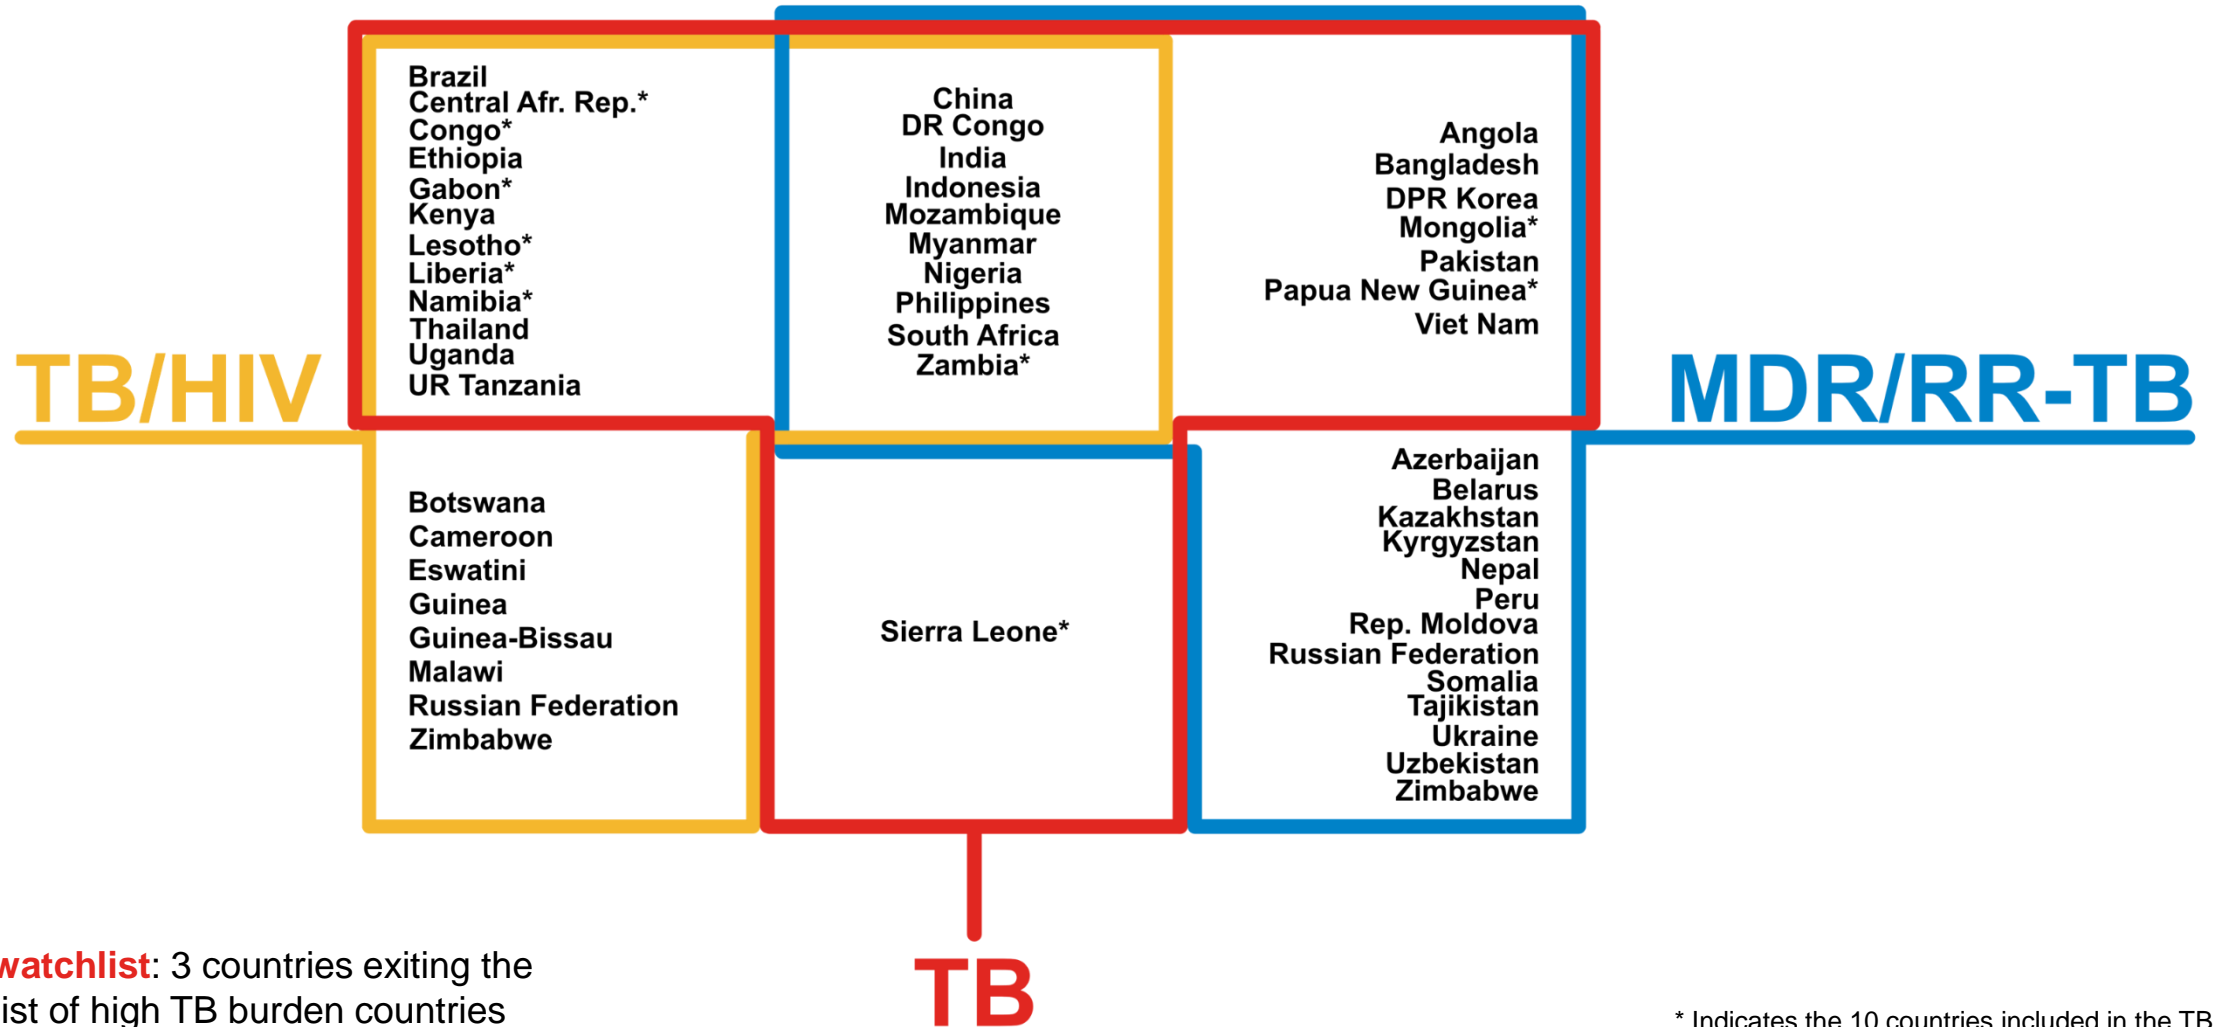 Brazil
Central Afr. Rep.*
Congo*
Ethiopia
Gabon*
Kenya
Lesotho*
Liberia*
Namibia*
Thailand
Uganda
UR Tanzania
China
DR Congo
India
Indonesia
Mozambique
Myanmar
Nigeria
Philippines
South Africa
Zambia*
Angola
Bangladesh
DPR Korea
Mongolia*
Pakistan
Papua New Guinea*
Viet Nam
TB/HIV
MDR/RR-TB
Botswana
Cameroon
Eswatini
Guinea
Guinea-Bissau
Malawi
Russian Federation
Zimbabwe
Sierra Leone*
Azerbaijan
Belarus
Kazakhstan
Kyrgyzstan
Nepal
Peru
Rep. Moldova
Russian Federation
Somalia
Tajikistan
Ukraine
Uzbekistan
Zimbabwe
TB
watchlist: 3 countries exiting the
ist of high TB burden countries
* Indicates the 10 countries included in the TB